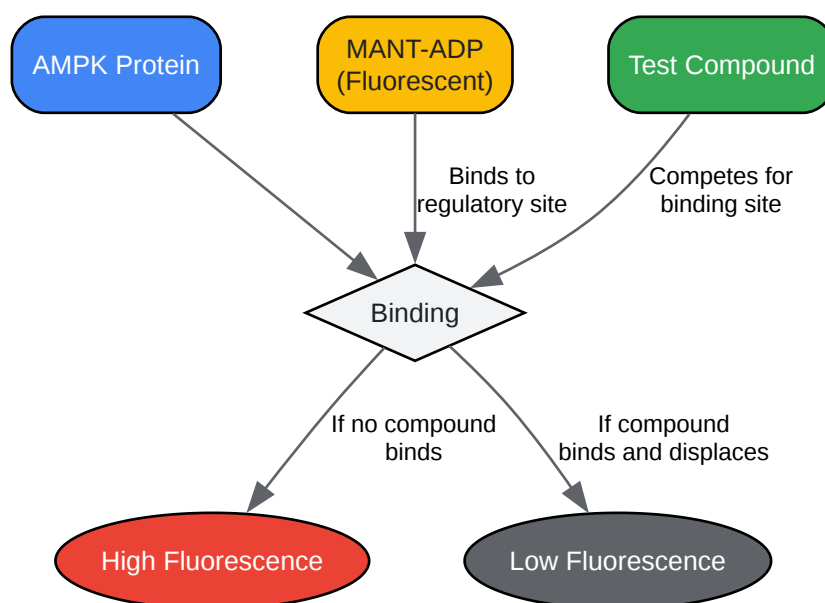 AMPK Protein
MANT-ADP
(Fluorescent)
Test Compound
Binds to
regulatory site
Competes for
binding site
Binding
If no compound
binds
If compound
binds and displaces
High Fluorescence
Low Fluorescence